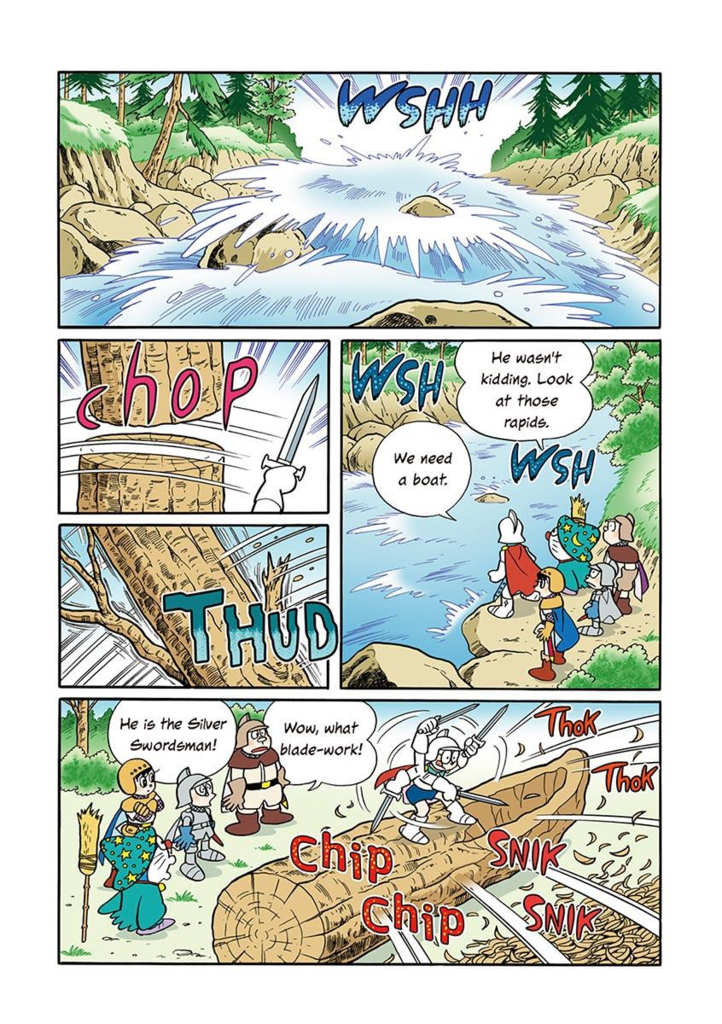 WSHH
chop
THUD
WSH
He wasn't
kidding. Look
at those
rapids.
We need
a boat.
WSH
He is the Silver
Swordsman!
Wow, what
blade-work!
Thok
Thok
Chip
Chip
SNIK
SNIK